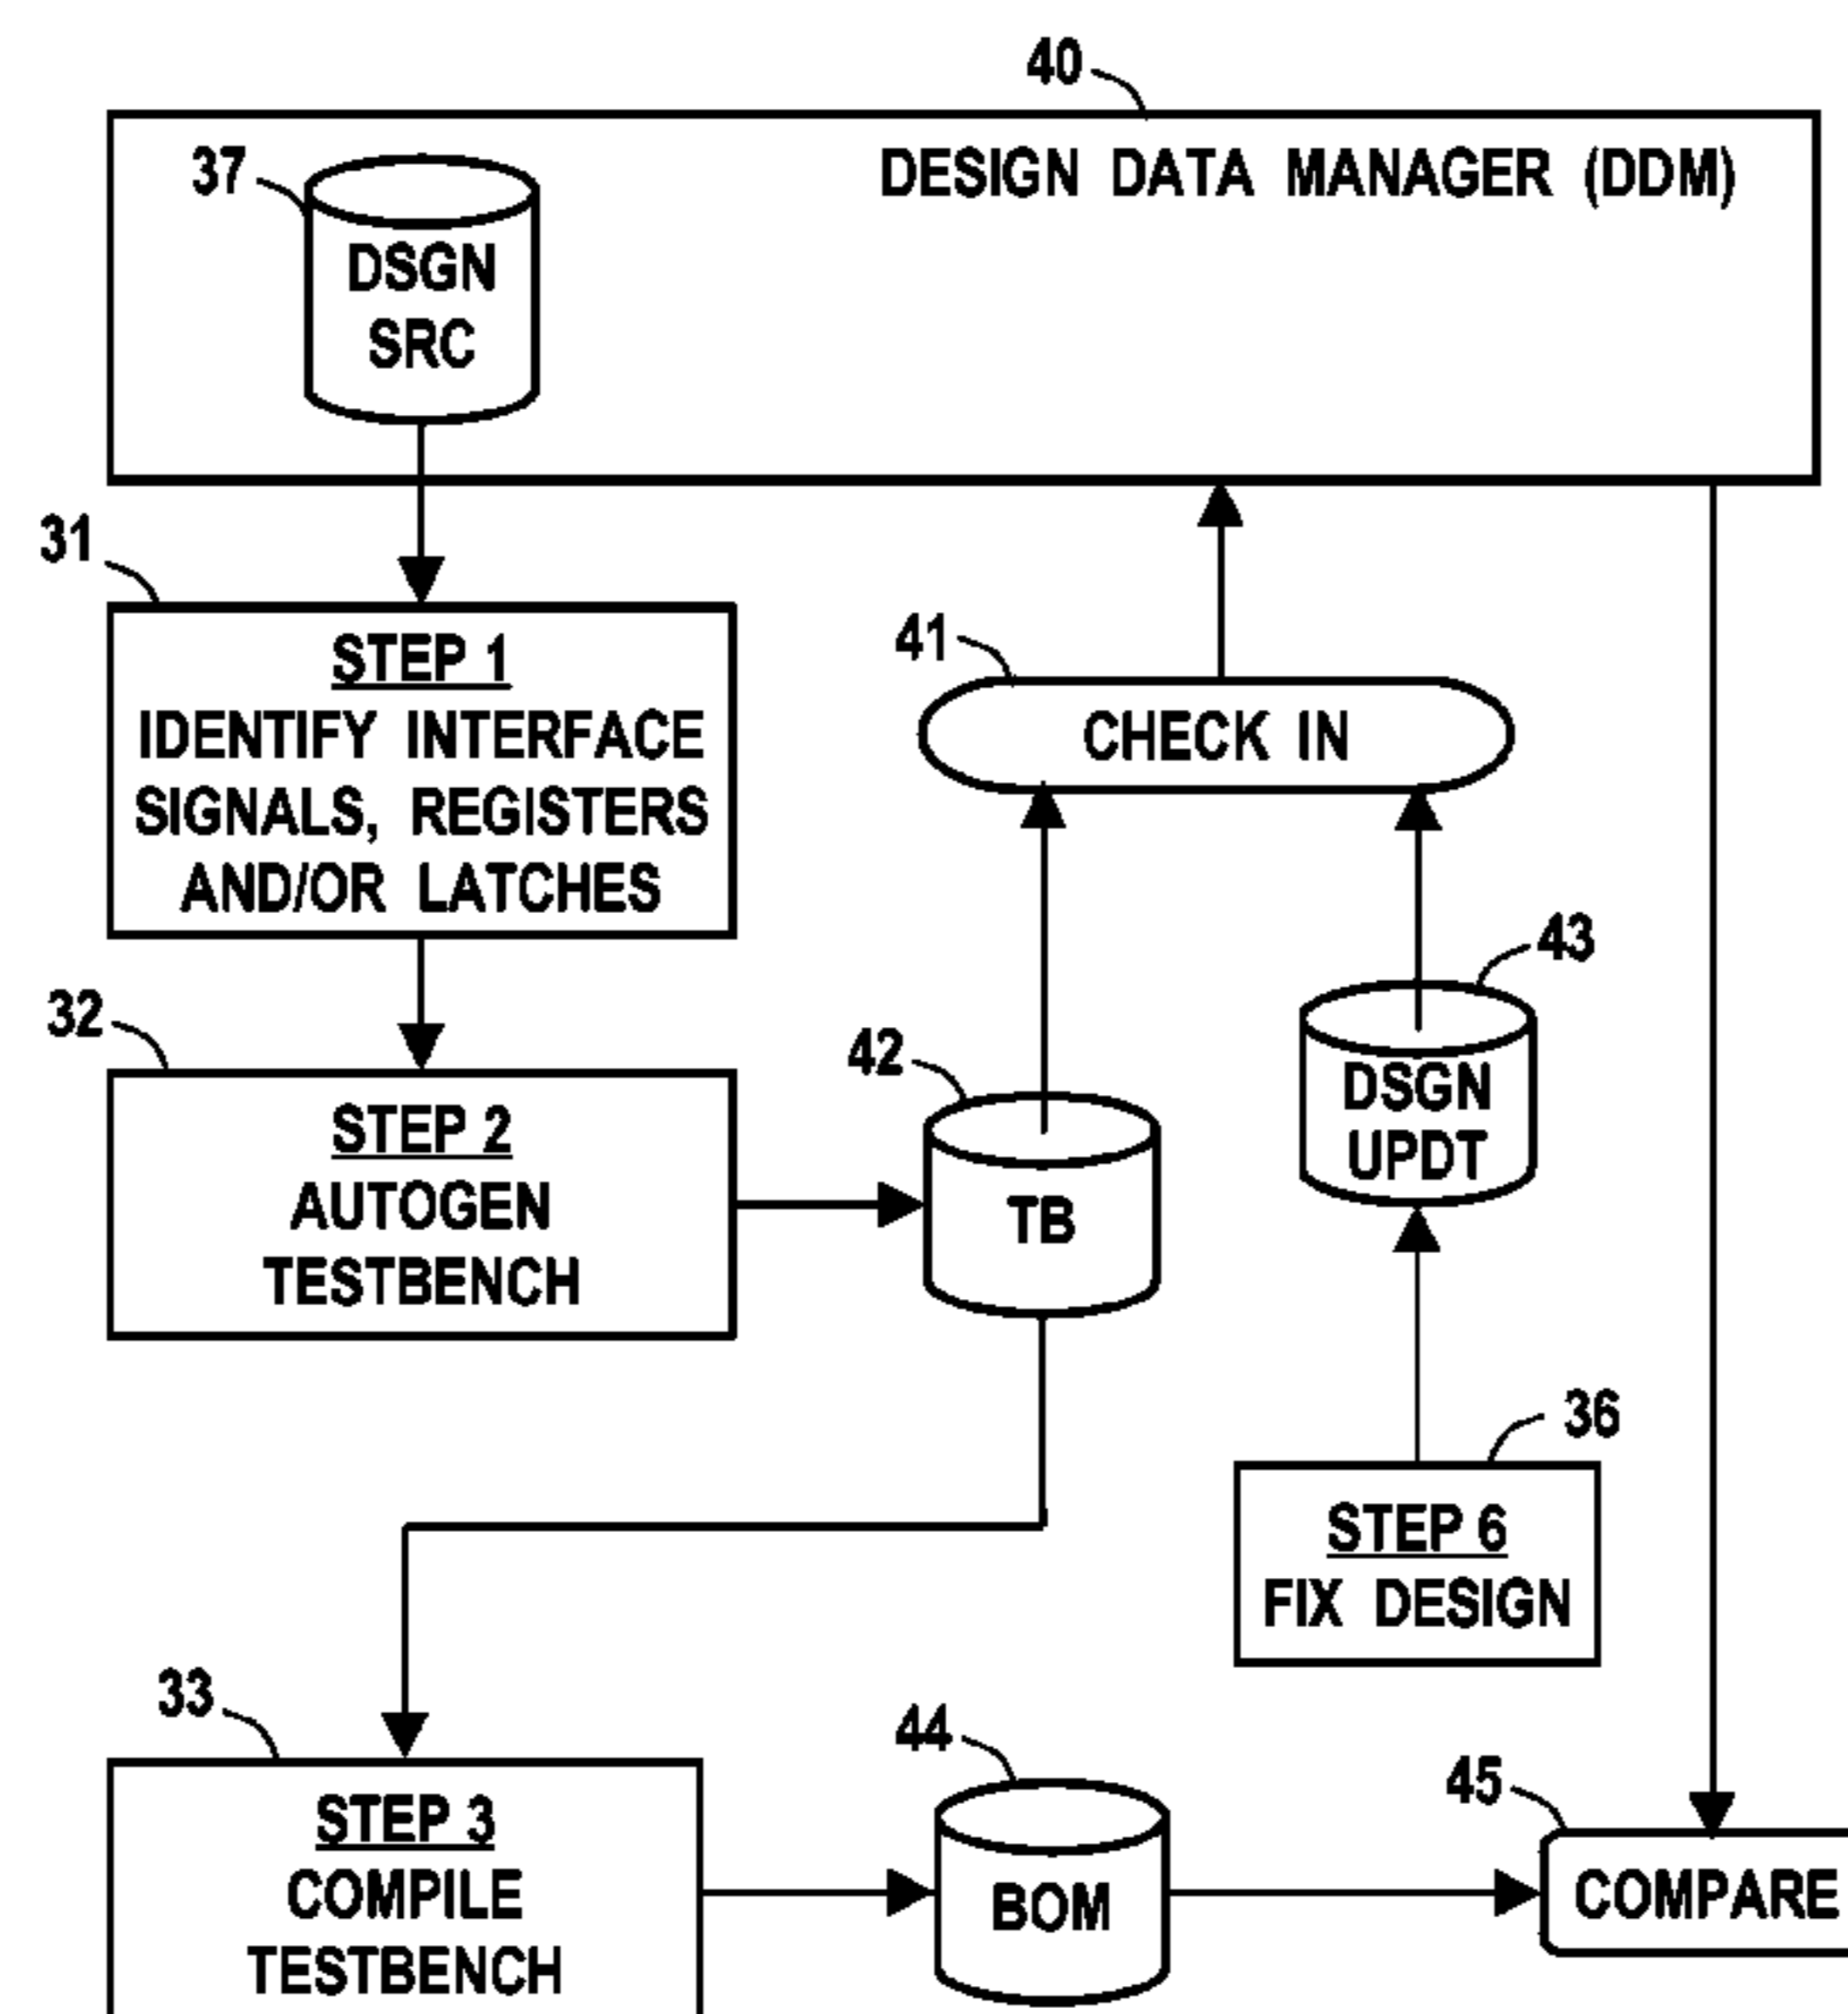 40
DESIGN DATA MANAGER (DDM)
37
DSGN
SRC
31
STEP 1
IDENTIFY INTERFACE
SIGNALS, REGISTERS
AND/OR LATCHES
41
CHECK IN
43
DSGN
UPDT
32
STEP 2
AUTOGEN
TESTBENCH
42
TB
36
STEP 6
FIX DESIGN
33
STEP 3
COMPILE
TESTBENCH
44
BOM
45
COMPARE